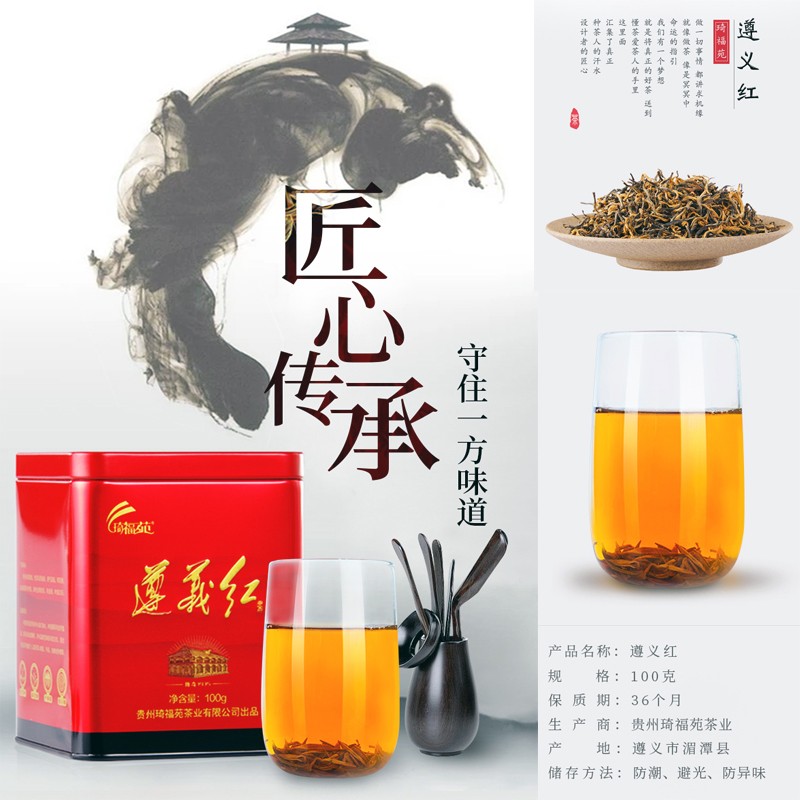 匠心
传承
守住一方味道
琦福苑
遵義红
净含量：100g
贵州琦福苑茶业有限公司出品
遵义红
琦福苑
做一切事情 都讲求机缘
就像做茶 像是冥冥中
命运的指引
我们有一个梦想
就是将真正的好茶 送到
懂茶爱茶人的手里
这里面
汇集了真正
种茶人的汗水
设计者的匠心
茶
产品名称：遵义红
规 格：100克
保 质 期：36个月
生 产 商：贵州琦福苑茶业
产 地：遵义市湄潭县
储存方法：防潮、避光、防异味